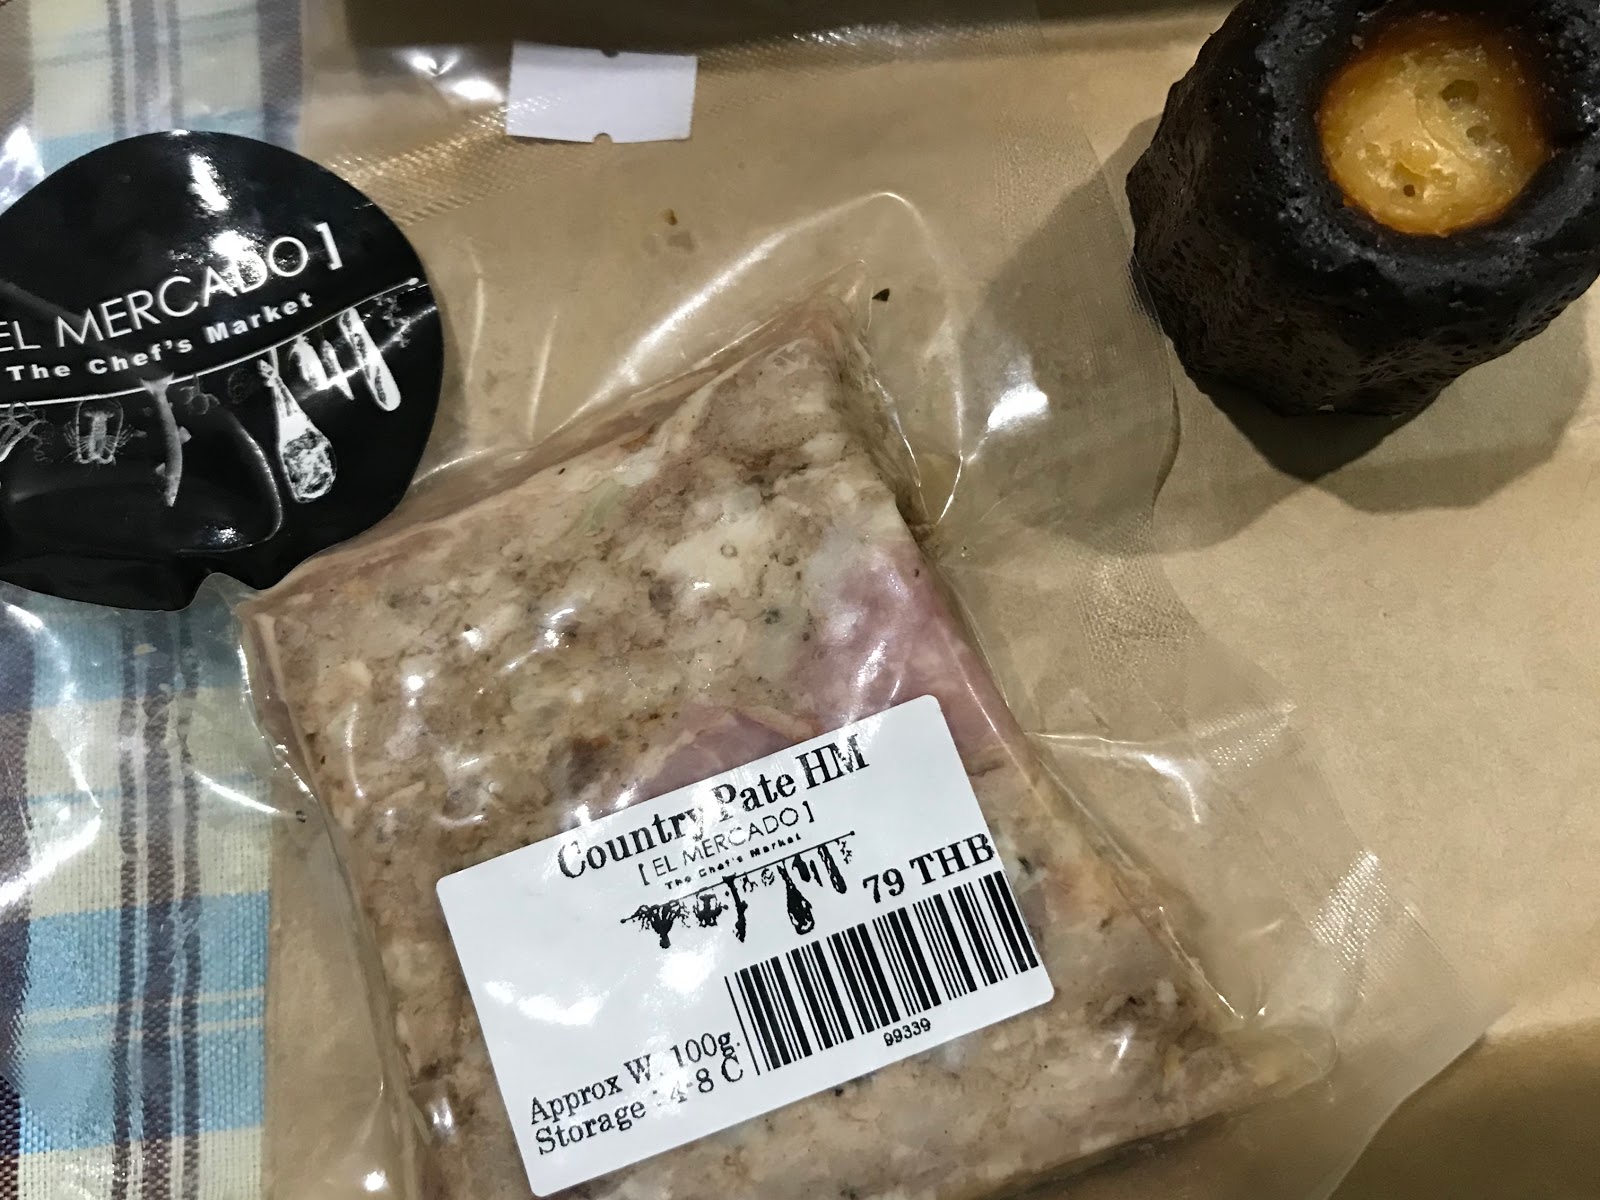 EL MERCADO ]
The Chef's Market
Country Pate HM
[ EL MERCADO ]
The Chef's Market
79 THB
99339
Approx W. 100g.
Storage : 4-8 C